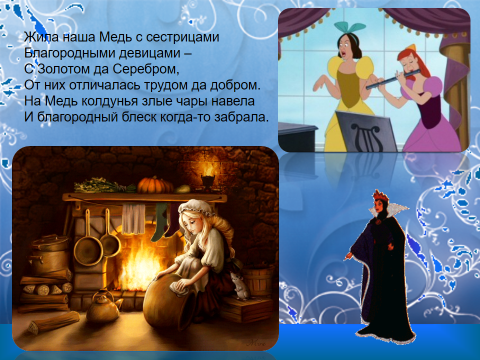 Жила наша Медь с сестрицами
Благородными девицами –
С Золотом да Серебром,
От них отличалась трудом да добром.
На Медь колдунья злые чары навела
И благородный блеск когда-то забрала.